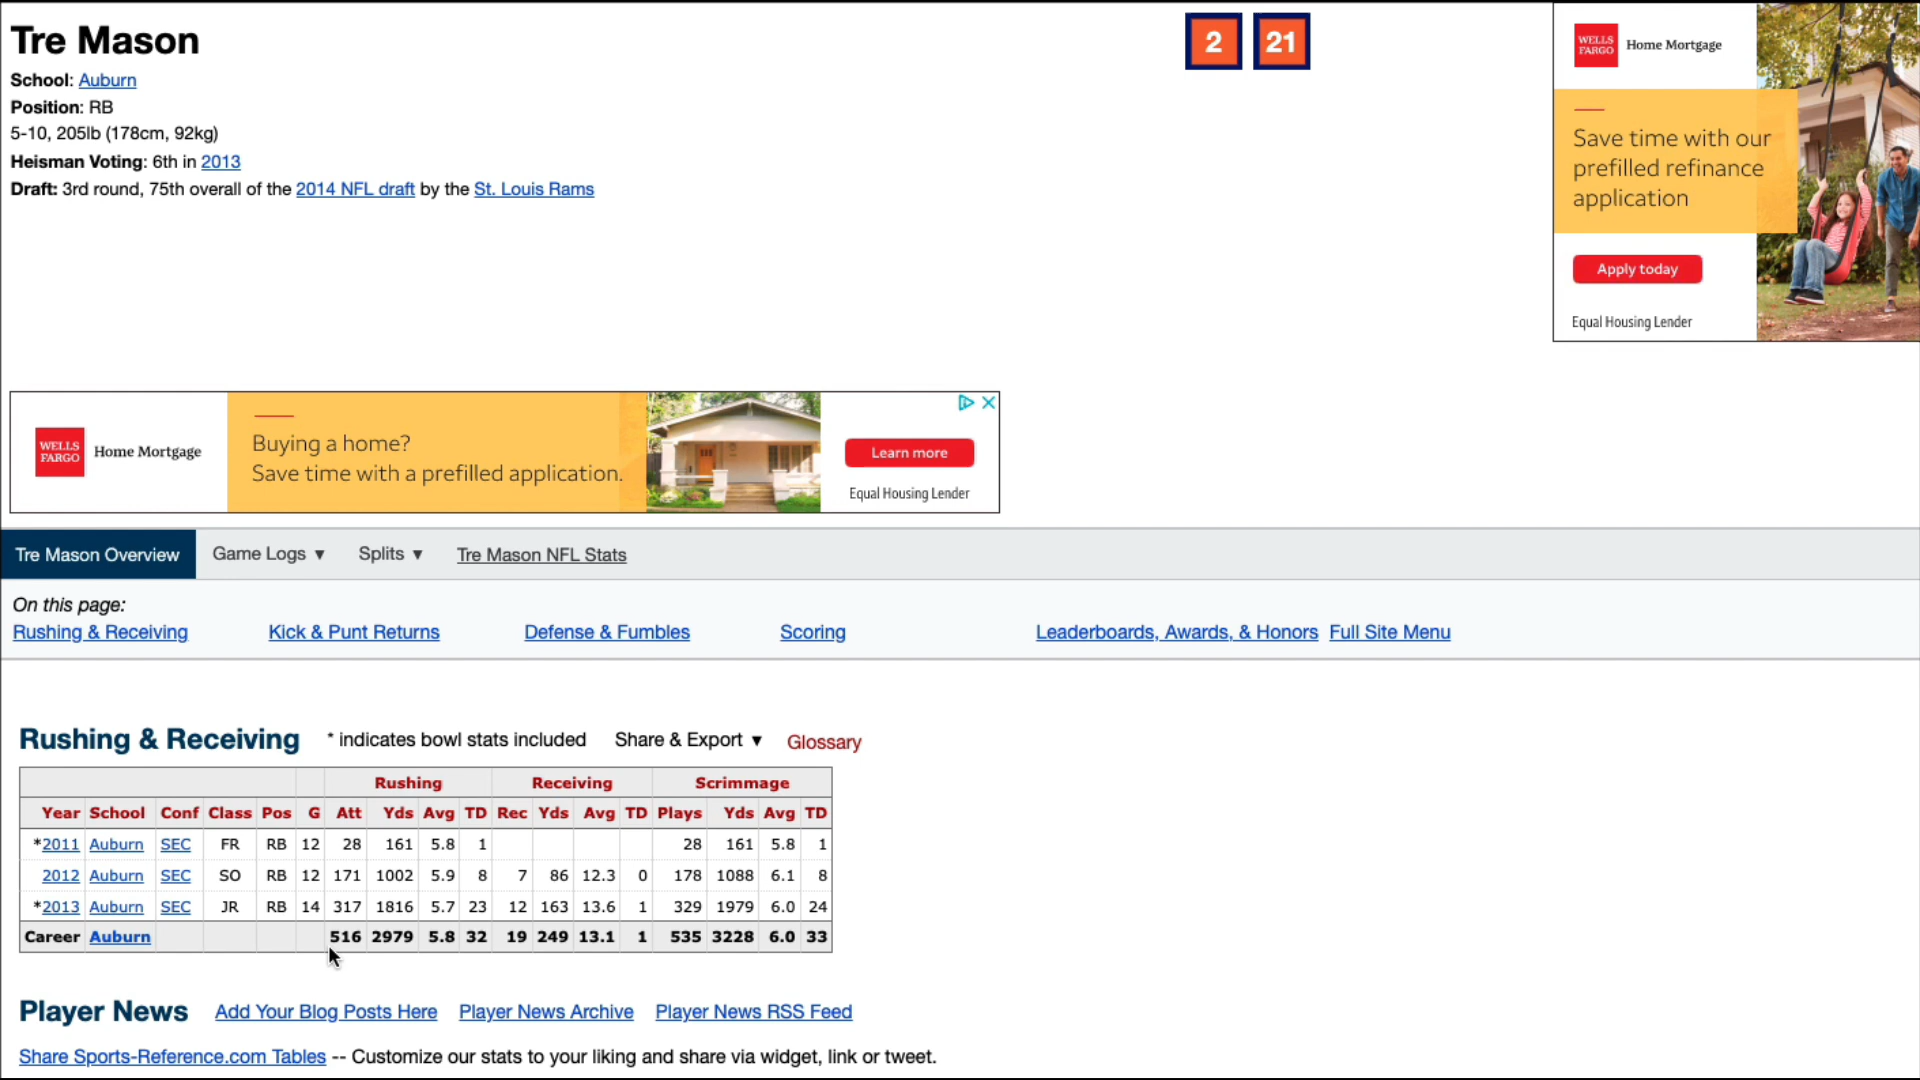 Tre Mason
School: Auburn
Position: RB
5-10, 205lb (178cm, 92kg)
Heisman Voting: 6th in 2013
Draft: 3rd round, 75th overall of the 2014 NFL draft by the St. Louis Rams
2 21
WELLS FARGO Home Mortgage
Save time with our
prefilled refinance
application
Apply today
Equal Housing Lender
WELLS FARGO Home Mortgage
Buying a home?
Save time with a prefilled application.
Learn more
Equal Housing Lender
Tre Mason Overview Game Logs ▼ Splits ▼ Tre Mason NFL Stats
On this page:
Rushing & Receiving Kick & Punt Returns Defense & Fumbles Scoring Leaderboards, Awards, & Honors Full Site Menu
Rushing & Receiving * indicates bowl stats included Share & Export ▼ Glossary
Rushing Receiving Scrimmage
Year School Conf Class Pos G Att Yds Avg TD Rec Yds Avg TD Plays Yds Avg TD
*2011 Auburn SEC FR RB 12 28 161 5.8 1 28 161 5.8 1
2012 Auburn SEC SO RB 12 171 1002 5.9 8 7 86 12.3 0 178 1088 6.1 8
*2013 Auburn SEC JR RB 14 317 1816 5.7 23 12 163 13.6 1 329 1979 6.0 24
Career Auburn 516 2979 5.8 32 19 249 13.1 1 535 3228 6.0 33
Player News Add Your Blog Posts Here Player News Archive Player News RSS Feed
Share Sports-Reference.com Tables -- Customize our stats to your liking and share via widget, link or tweet.